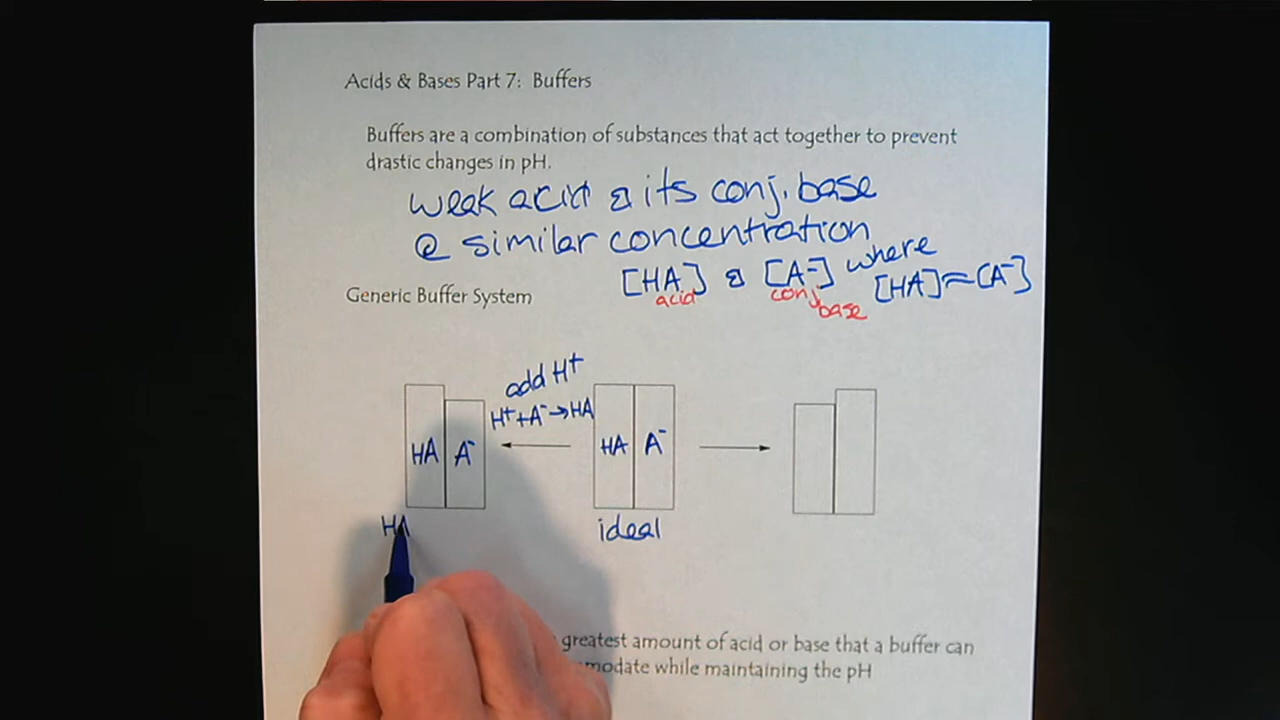 Acids & Bases Part 7: Buffers
Buffers are a combination of substances that act together to prevent
drastic changes in pH.
weak acid & its conj. base
@ similar concentration
[HA] & [A⁻] where
[HA]≈[A⁻]
acid conj base
Generic Buffer System
add H⁺
H⁺+A⁻→HA
HA A⁻ HA A⁻
HA ideal
greatest amount of acid or base that a buffer can
modate while maintaining the pH